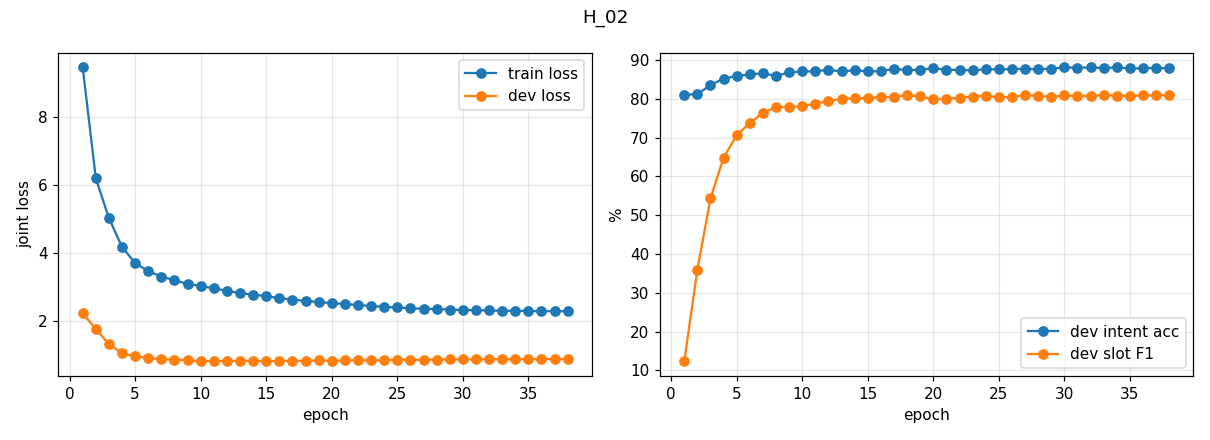 H_02
joint loss
8
6
4
2
0 5 10 15 20 25 30 35
epoch
train loss
dev loss
%
90
80
70
60
50
40
30
20
10
0 5 10 15 20 25 30 35
epoch
dev intent acc
dev slot F1